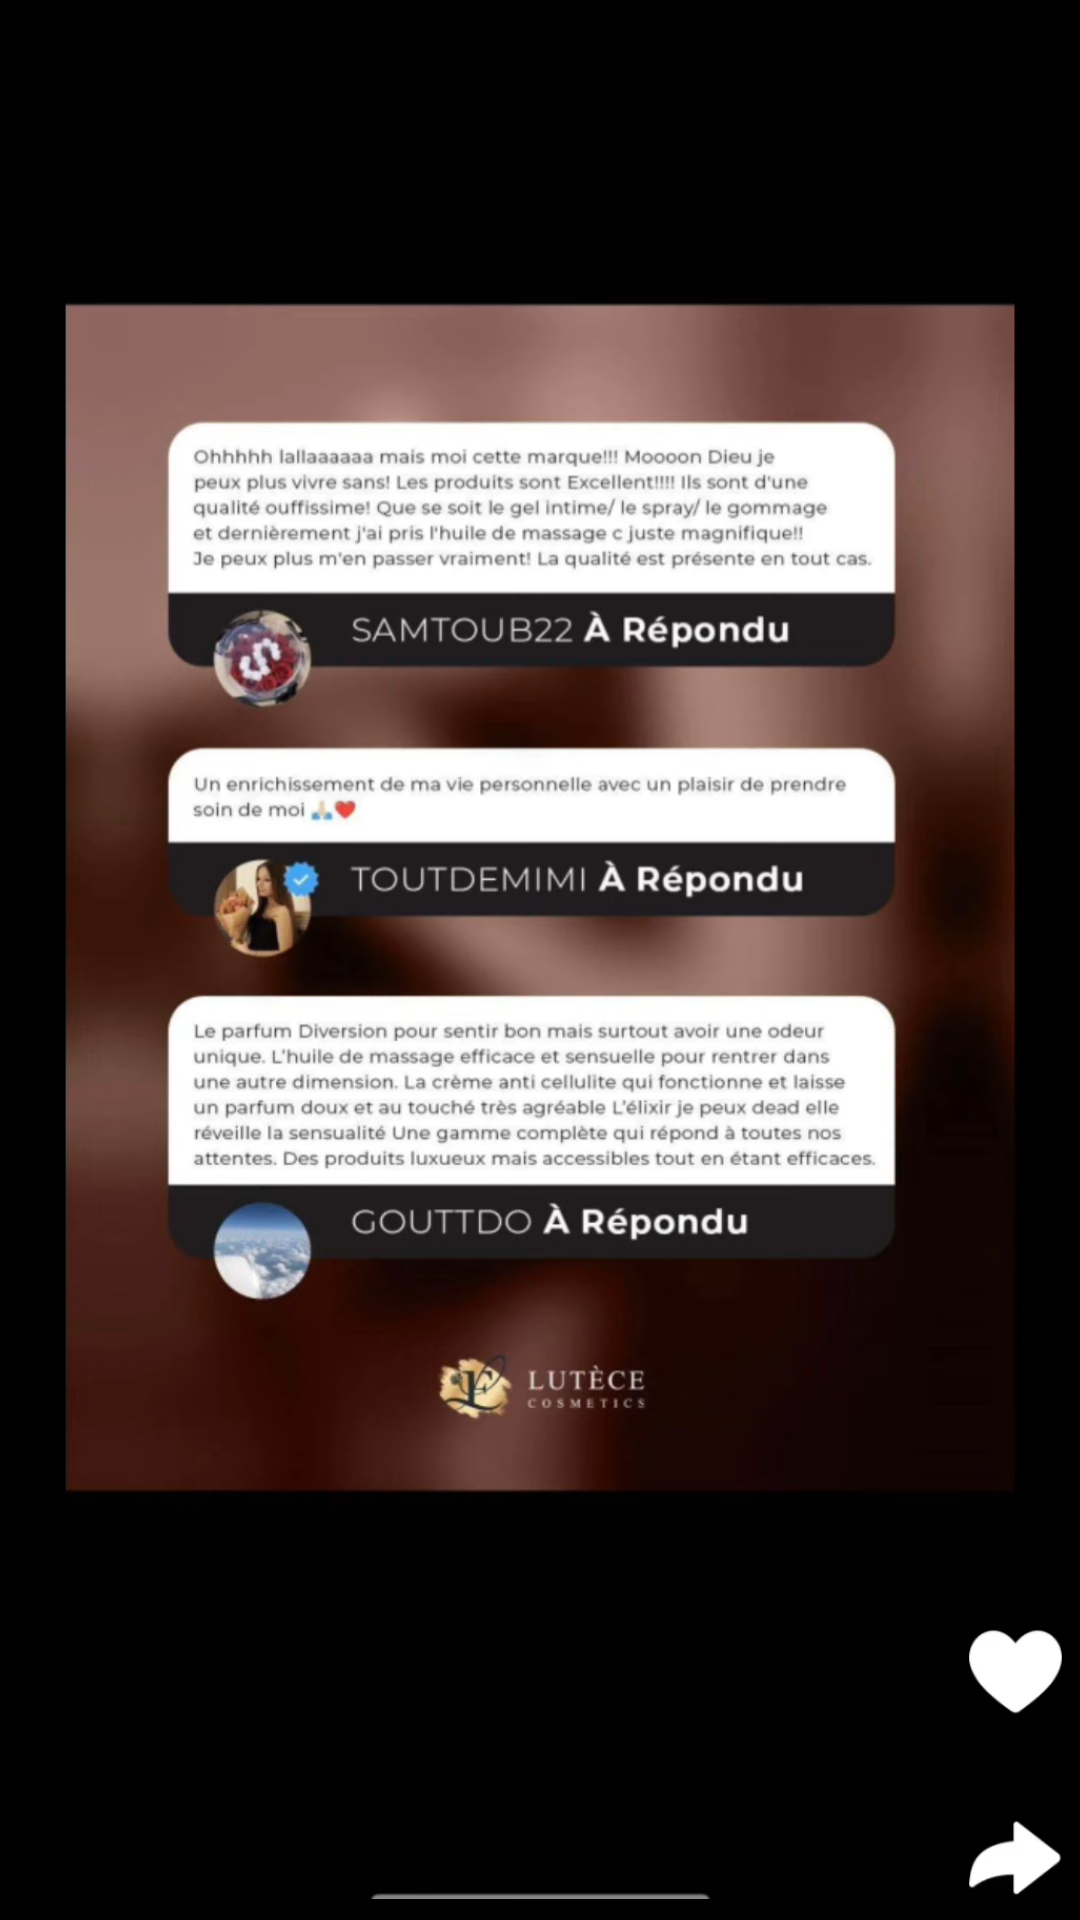 Ohhhhh lallaaaaaa mais moi cette marque!!! Moooon Dieu je
peux plus vivre sans! Les produits sont Excellent!!!! Ils sont d'une
qualité ouffissime! Que se soit le gel intime/ le spray/ le gommage
et dernièrement j'ai pris l'huile de massage c juste magnifique!!
Je peux plus m'en passer vraiment! La qualité est présente en tout cas.
SAMTOUB22 À Répondu
Un enrichissement de ma vie personnelle avec un plaisir de prendre
soin de moi 🙏🏼❤️
TOUTDEMIMI À Répondu
Le parfum Diversion pour sentir bon mais surtout avoir une odeur
unique. L'huile de massage efficace et sensuelle pour rentrer dans
une autre dimension. La crème anti cellulite qui fonctionne et laisse
un parfum doux et au touché très agréable L'élixir je peux dead elle
réveille la sensualité Une gamme complète qui répond à toutes nos
attentes. Des produits luxueux mais accessibles tout en étant efficaces.
GOUTTDO À Répondu
LUTÈCE
COSMETICS